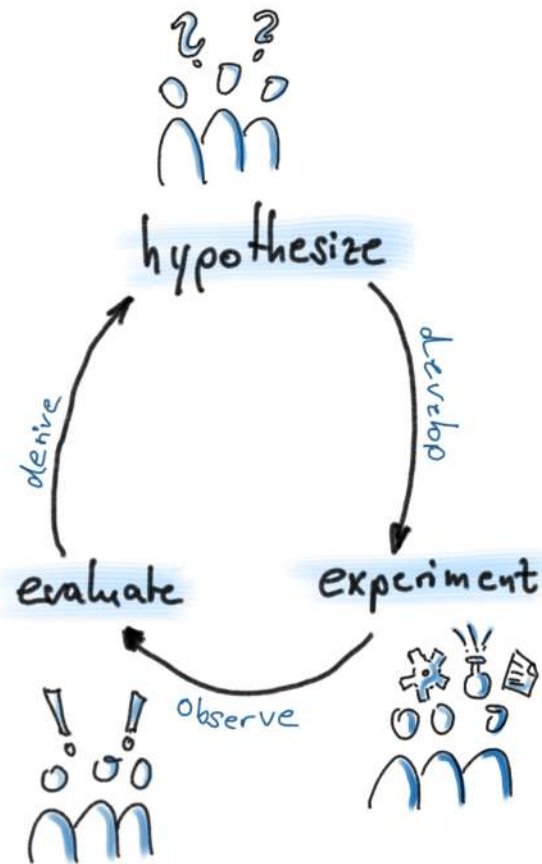 ? ?
hypothesize
develop
derive
evaluate
experiment
observe
! !